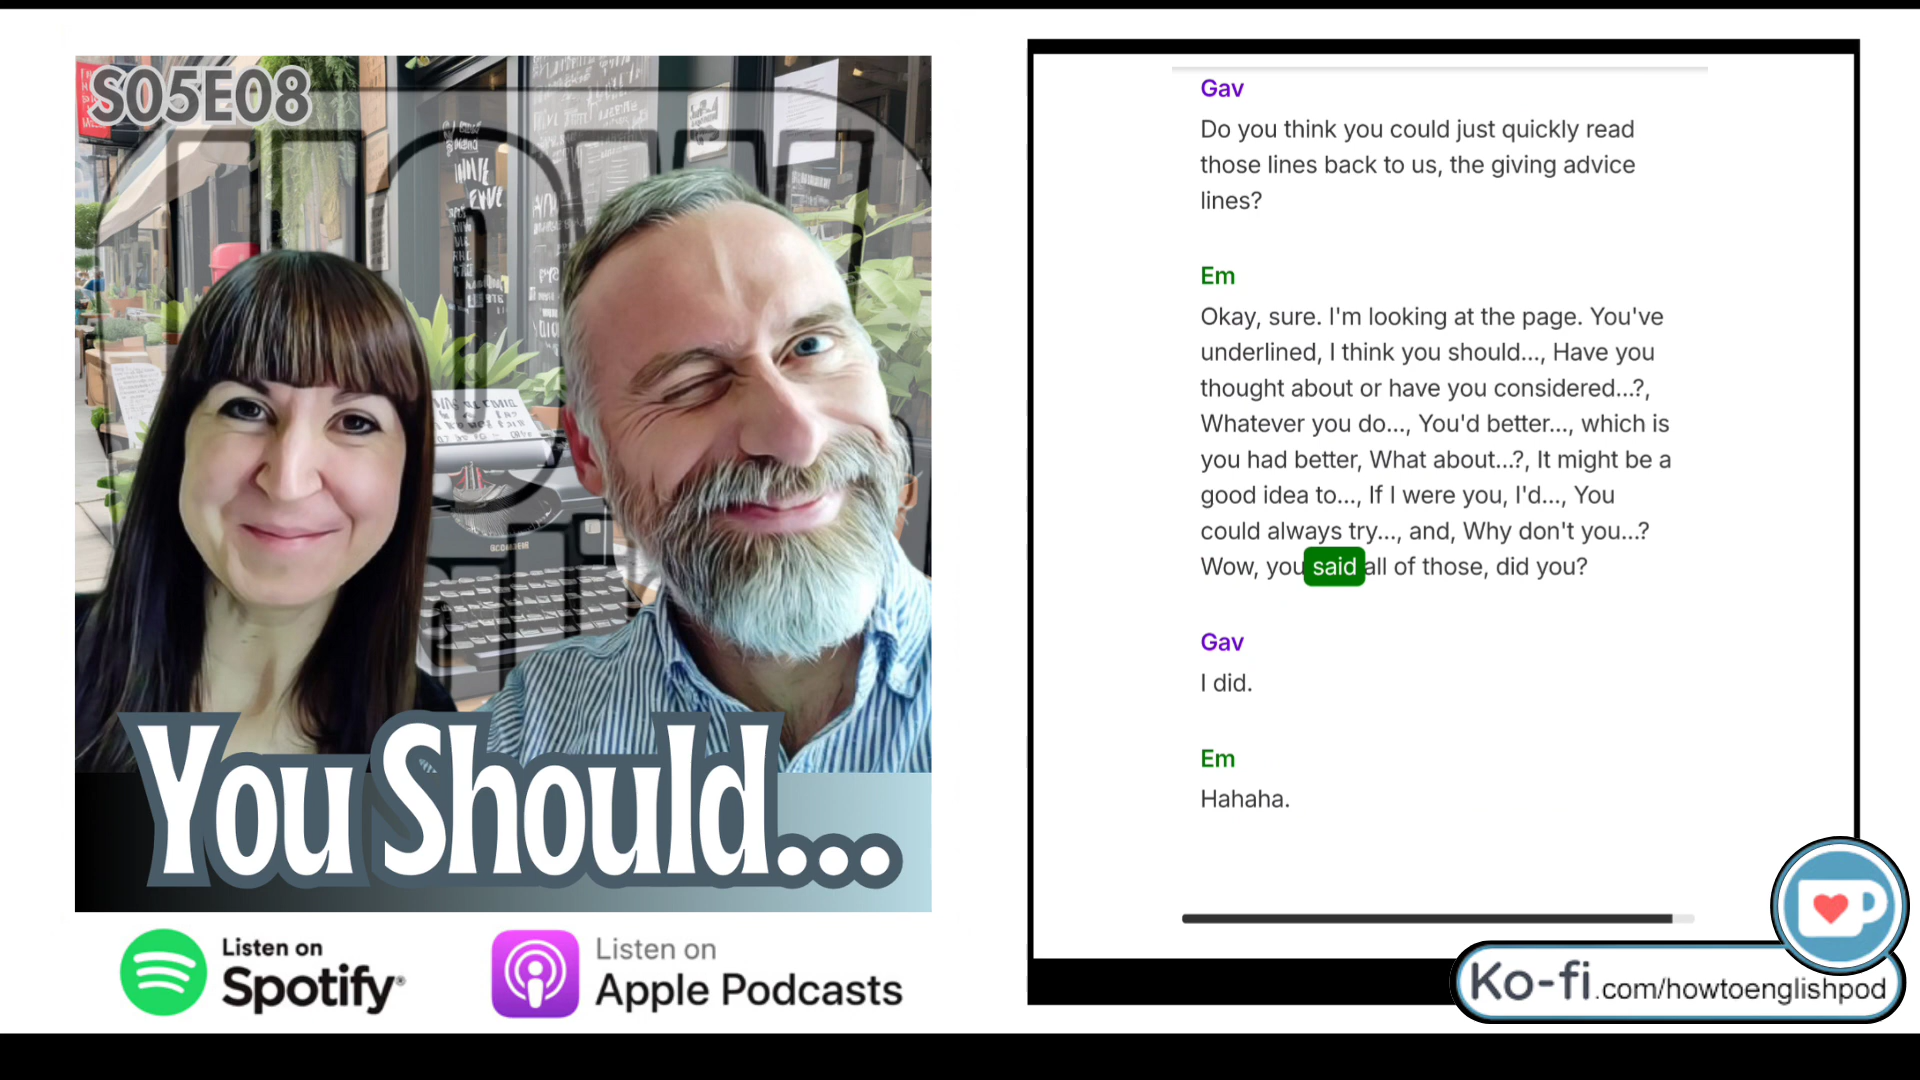 S05E08
You Should...
Listen on
Spotify®
Listen on
Apple Podcasts
Gav
Do you think you could just quickly read
those lines back to us, the giving advice
lines?
Em
Okay, sure. I'm looking at the page. You've
underlined, I think you should..., Have you
thought about or have you considered...?,
Whatever you do..., You'd better..., which is
you had better, What about...?, It might be a
good idea to..., If I were you, I'd..., You
could always try..., and, Why don't you...?
Wow, you said all of those, did you?
Gav
I did.
Em
Hahaha.
Ko-fi.com/howtoenglishpod